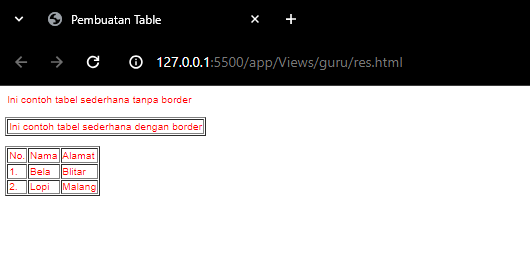 Pembuatan Table
127.0.0.1:5500/app/Views/guru/res.html
Ini contoh tabel sederhana tanpa border
Ini contoh tabel sederhana dengan border
No. Nama Alamat
1. Bela Blitar
2. Lopi Malang